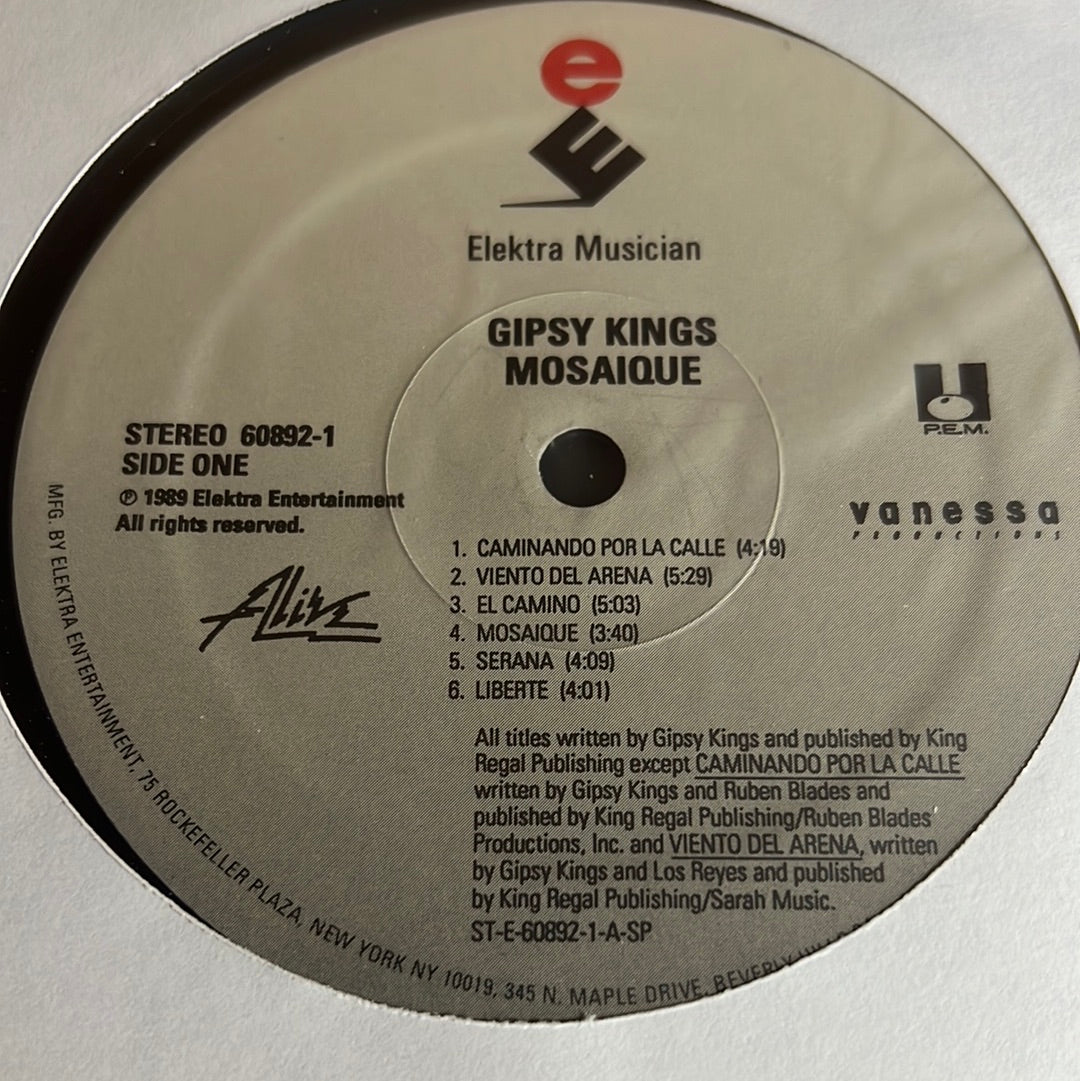 e
E
Elektra Musician
GIPSY KINGS
MOSAIQUE
P.E.M.
STEREO 60892-1
SIDE ONE
℗ 1989 Elektra Entertainment
All rights reserved.
vanessa
PRODUCTIONS
Alive
1. CAMINANDO POR LA CALLE (4:19)
2. VIENTO DEL ARENA (5:29)
3. EL CAMINO (5:03)
4. MOSAIQUE (3:40)
5. SERANA (4:09)
6. LIBERTE (4:01)
All titles written by Gipsy Kings and published by King
Regal Publishing except CAMINANDO POR LA CALLE
written by Gipsy Kings and Ruben Blades and
published by King Regal Publishing/Ruben Blades'
Productions, Inc. and VIENTO DEL ARENA, written
by Gipsy Kings and Los Reyes and published
by King Regal Publishing/Sarah Music.
ST-E-60892-1-A-SP
MFG. BY ELEKTRA ENTERTAINMENT, 75 ROCKEFELLER PLAZA, NEW YORK NY 10019, 345 N. MAPLE DRIVE, BEVERLY